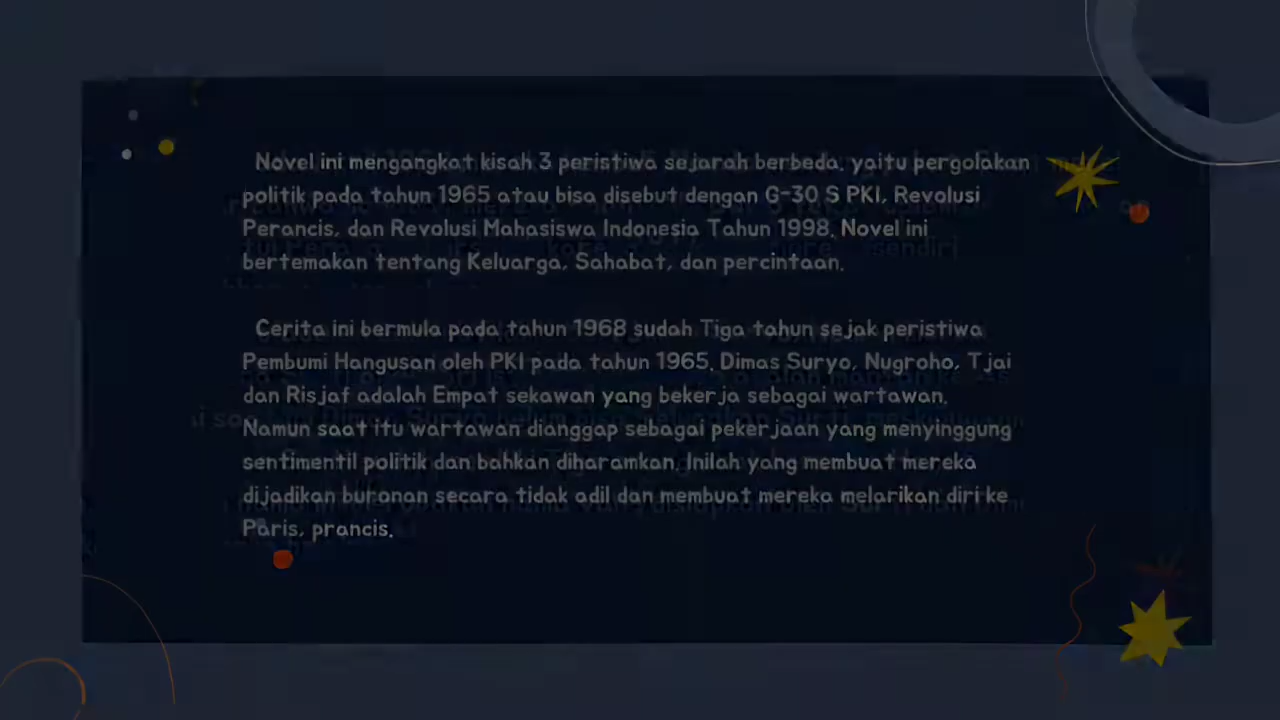 Novel ini mengangkat kisah 3 peristiwa sejarah berbeda, yaitu pergolakan
politik pada tahun 1965 atau bisa disebut dengan G-30 S PKI, Revolusi
Perancis, dan Revolusi Mahasiswa Indonesia Tahun 1998. Novel ini
bertemakan tentang Keluarga, Sahabat, dan percintaan.
Cerita ini bermula pada tahun 1968 sudah Tiga tahun sejak peristiwa
Pembumi Hangusan oleh PKI pada tahun 1965. Dimas Suryo, Nugroho, Tjai
dan Risjaf adalah Empat sekawan yang bekerja sebagai wartawan.
Namun saat itu wartawan dianggap sebagai pekerjaan yang menyinggung
sentimentil politik dan bahkan diharamkan. Inilah yang membuat mereka
dijadikan buronan secara tidak adil dan membuat mereka melarikan diri ke
Paris, prancis.